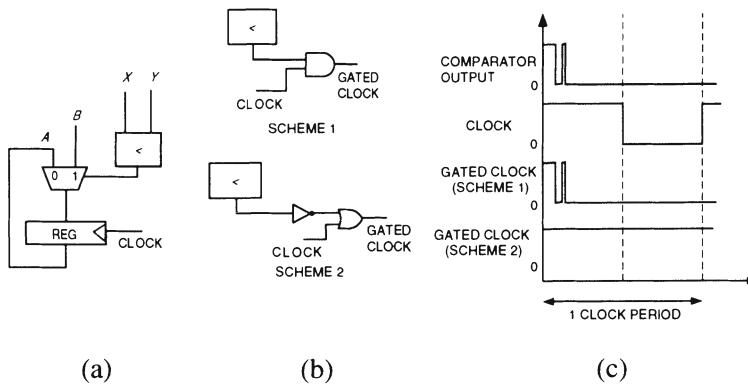 X Y
A B
<
0 1
REG
CLOCK
(a)
<
CLOCK
GATED
CLOCK
SCHEME 1
<
CLOCK
GATED
CLOCK
SCHEME 2
(b)
COMPARATOR
OUTPUT
0
CLOCK
0
GATED CLOCK
(SCHEME 1)
0
GATED CLOCK
(SCHEME 2)
0
1 CLOCK PERIOD
(c)